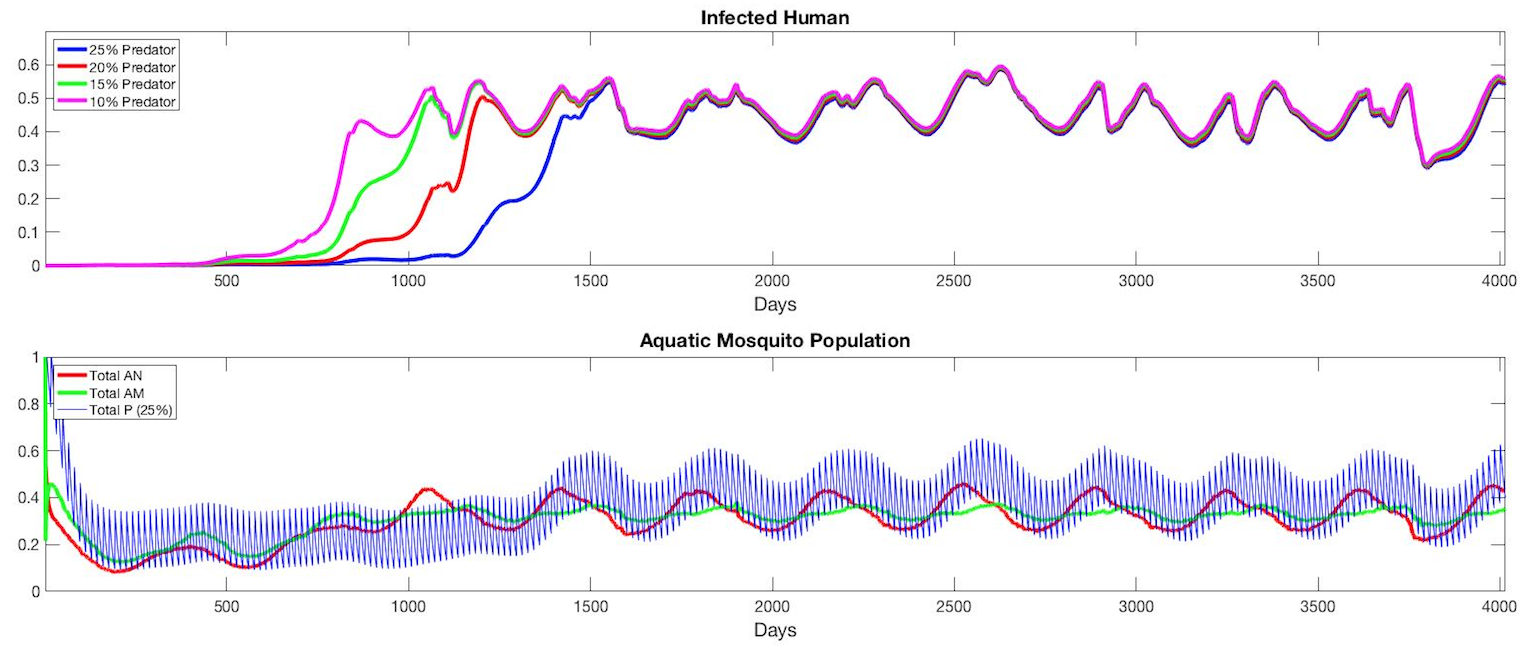 Infected Human
25% Predator
20% Predator
15% Predator
10% Predator
0.6
0.5
0.4
0.3
0.2
0.1
0
500 1000 1500 2000 2500 3000 3500 4000
Days
Aquatic Mosquito Population
Total AN
Total AM
Total P (25%)
1
0.8
0.6
0.4
0.2
0
500 1000 1500 2000 2500 3000 3500 4000
Days